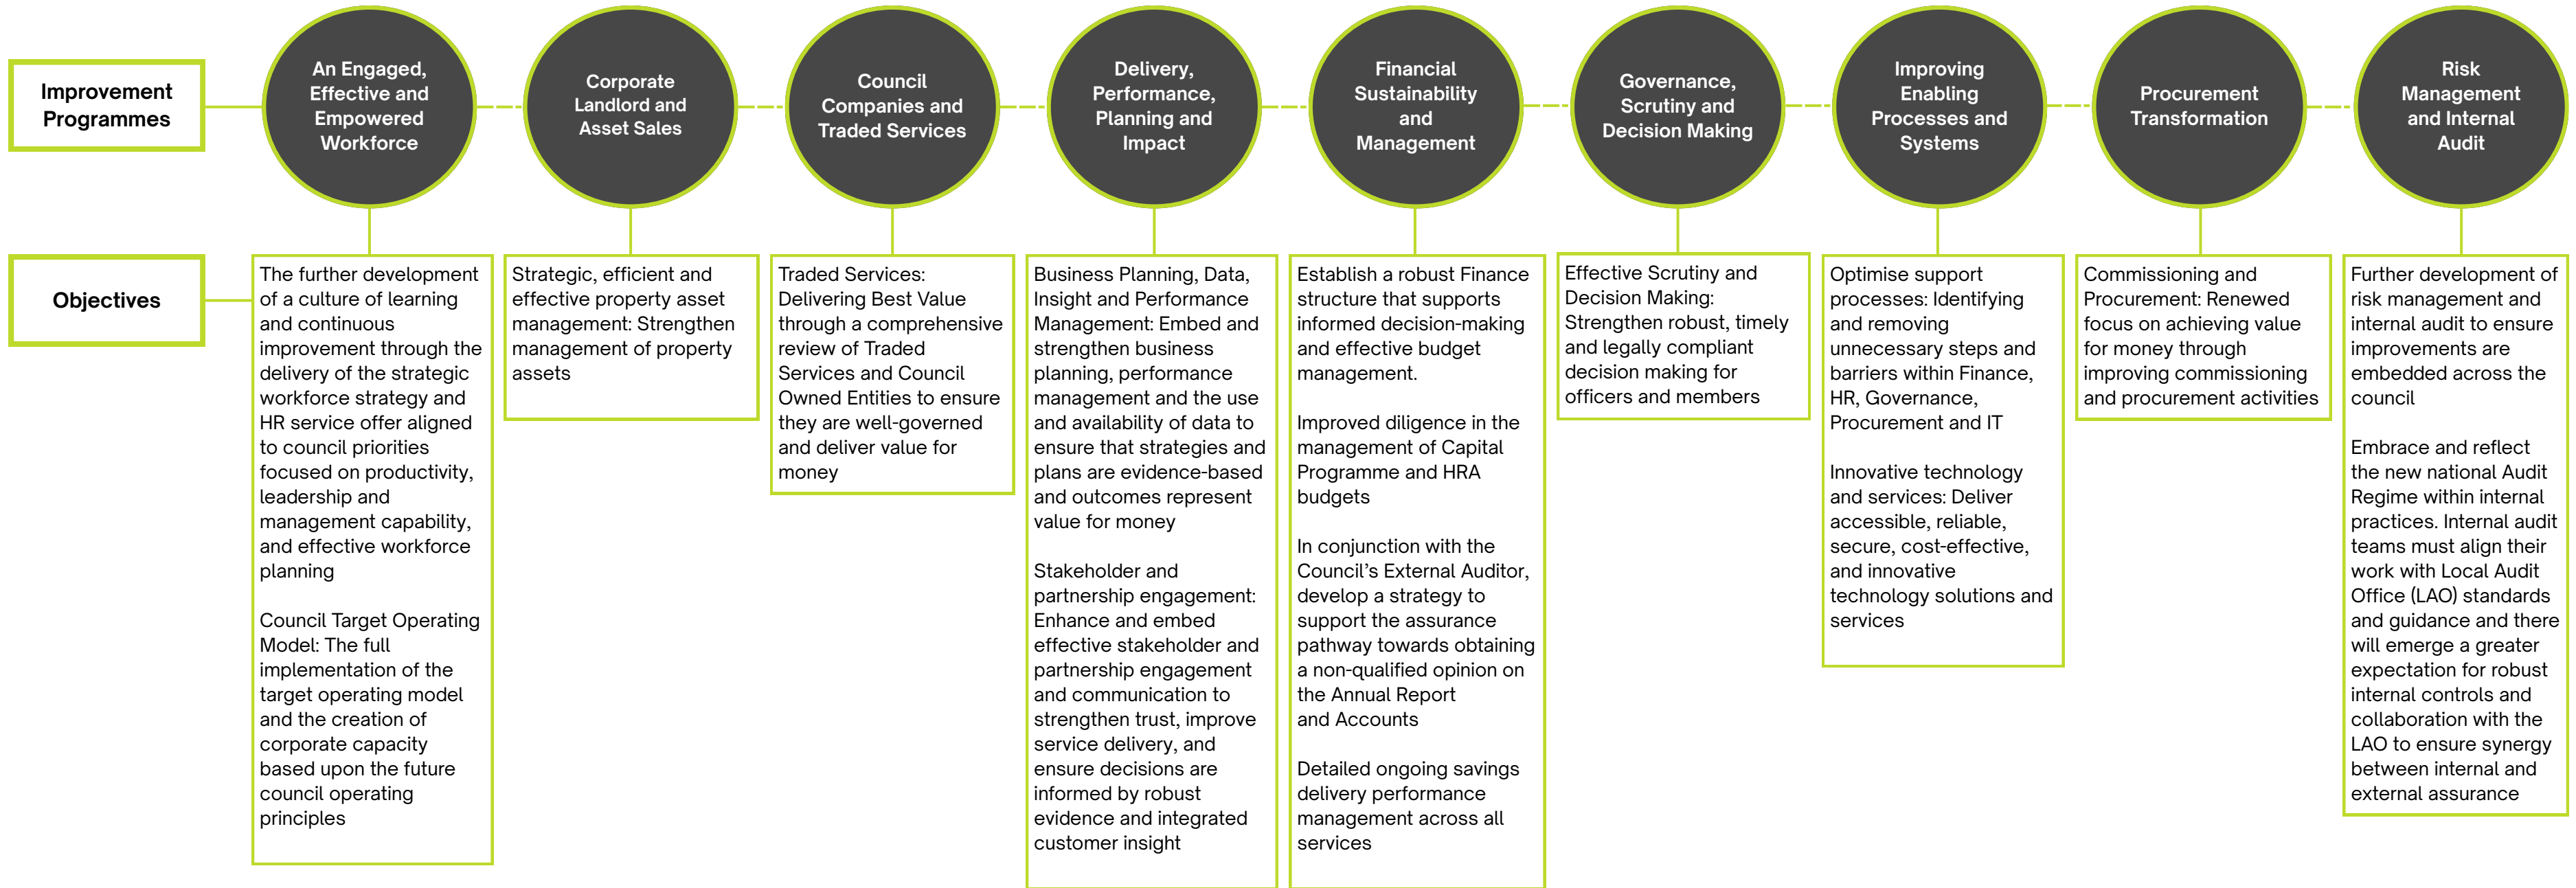 Improvement
Programmes
An Engaged,
Effective and
Empowered
Workforce
Corporate
Landlord and
Asset Sales
Council
Companies and
Traded Services
Delivery,
Performance,
Planning and
Impact
Financial
Sustainability
and
Management
Governance,
Scrutiny and
Decision Making
Improving
Enabling
Processes and
Systems
Procurement
Transformation
Risk
Management
and Internal
Audit
Objectives
The further development
of a culture of learning
and continuous
improvement through the
delivery of the strategic
workforce strategy and
HR service offer aligned
to council priorities
focused on productivity,
leadership and
management capability,
and effective workforce
planning
Council Target Operating
Model: The full
implementation of the
target operating model
and the creation of
corporate capacity
based upon the future
council operating
principles
Strategic, efficient and
effective property asset
management: Strengthen
management of property
assets
Traded Services:
Delivering Best Value
through a comprehensive
review of Traded
Services and Council
Owned Entities to ensure
they are well-governed
and deliver value for
money
Business Planning, Data,
Insight and Performance
Management: Embed and
strengthen business
planning, performance
management and the use
and availability of data to
ensure that strategies and
plans are evidence-based
and outcomes represent
value for money
Stakeholder and
partnership engagement:
Enhance and embed
effective stakeholder and
partnership engagement
and communication to
strengthen trust, improve
service delivery, and
ensure decisions are
informed by robust
evidence and integrated
customer insight
Establish a robust Finance
structure that supports
informed decision-making
and effective budget
management.
Improved diligence in the
management of Capital
Programme and HRA
budgets
In conjunction with the
Council's External Auditor,
develop a strategy to
support the assurance
pathway towards obtaining
a non-qualified opinion on
the Annual Report
and Accounts
Detailed ongoing savings
delivery performance
management across all
services
Effective Scrutiny and
Decision Making:
Strengthen robust, timely
and legally compliant
decision making for
officers and members
Optimise support
processes: Identifying
and removing
unnecessary steps and
barriers within Finance,
HR, Governance,
Procurement and IT
Innovative technology
and services: Deliver
accessible, reliable,
secure, cost-effective,
and innovative
technology solutions and
services
Commissioning and
Procurement: Renewed
focus on achieving value
for money through
improving commissioning
and procurement activities
Further development of
risk management and
internal audit to ensure
improvements are
embedded across the
council
Embrace and reflect
the new national Audit
Regime within internal
practices. Internal audit
teams must align their
work with Local Audit
Office (LAO) standards
and guidance and there
will emerge a greater
expectation for robust
internal controls and
collaboration with the
LAO to ensure synergy
between internal and
external assurance